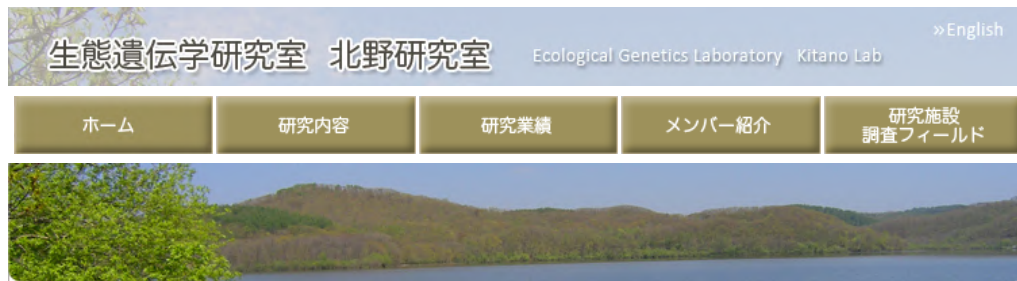 »English
生態遺伝学研究室 北野研究室 Ecological Genetics Laboratory Kitano Lab
ホーム
研究内容
研究業績
メンバー紹介
研究施設
調査フィールド